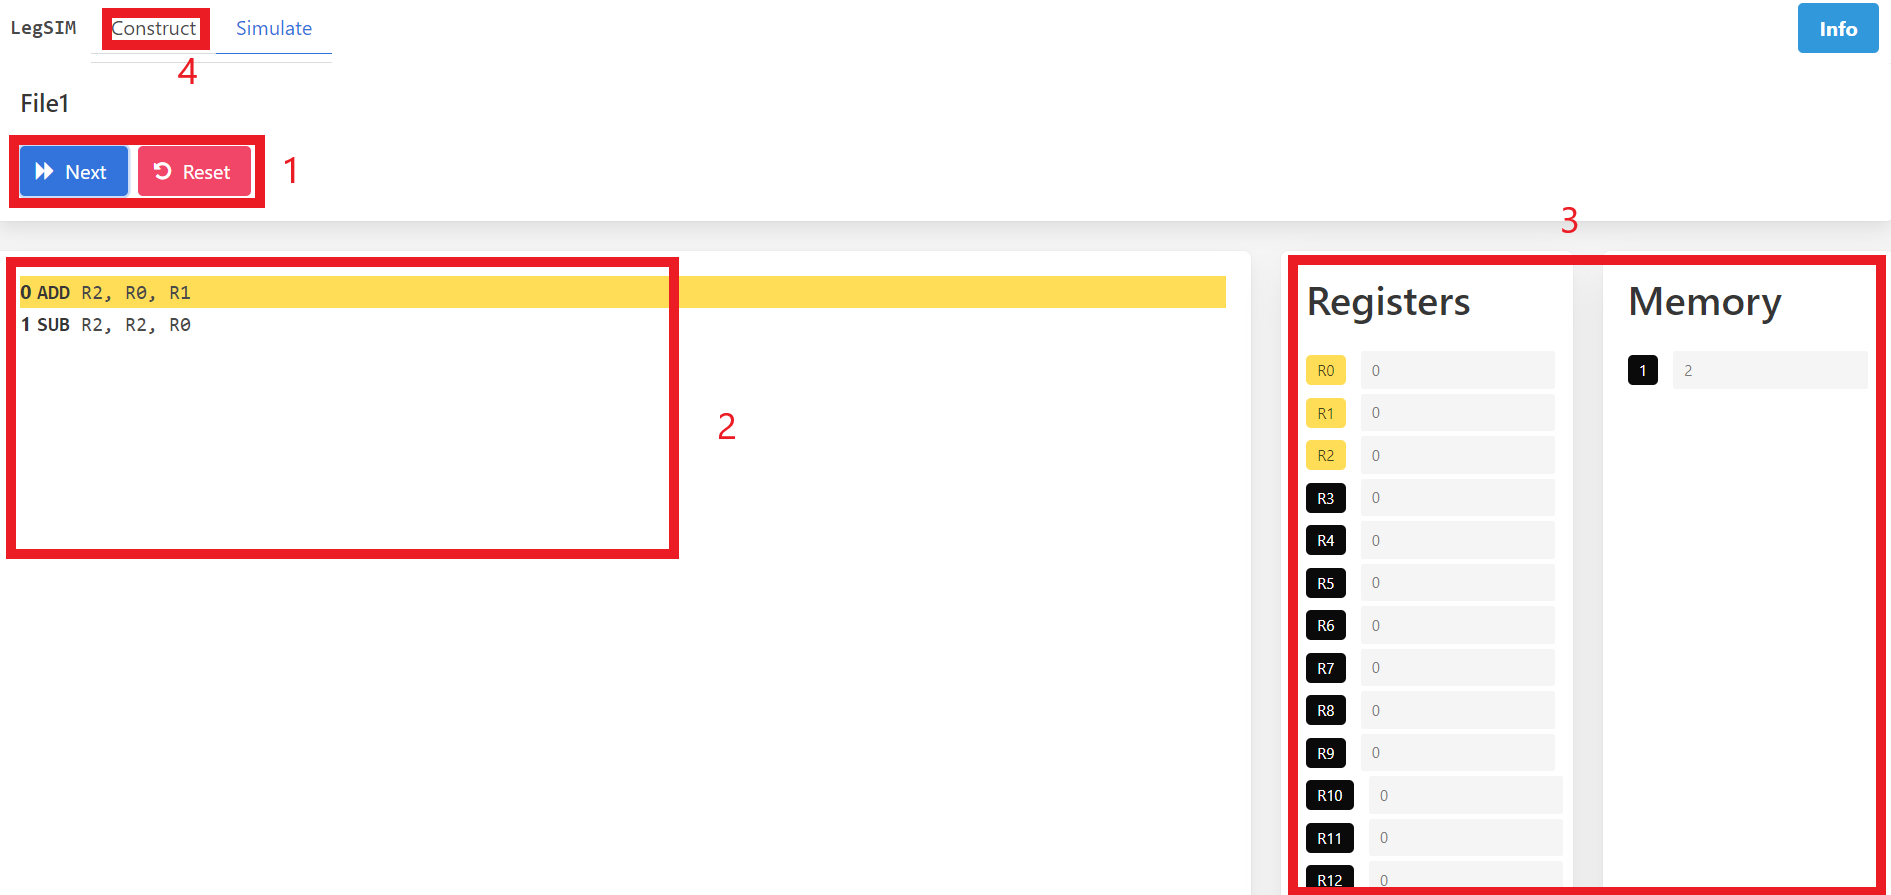 LegSIM Construct Simulate Info
4
File1
Next Reset 1
3
0 ADD R2, R0, R1
1 SUB R2, R2, R0
2
Registers
R0 0
R1 0
R2 0
R3 0
R4 0
R5 0
R6 0
R7 0
R8 0
R9 0
R10 0
R11 0
R12 0
Memory
1 2